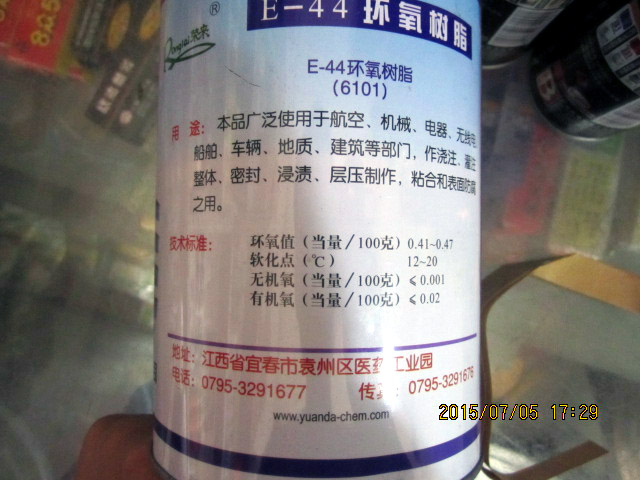 E-44 环氧树脂
®
E-44环氧树脂
(6101)
用 途: 本品广泛使用于航空、机械、电器、无线电
船舶、车辆、地质、建筑等部门，作浇注、灌注
整体、密封、浸渍、层压制作，粘合和表面防腐
之用。
技术标准: 环氧值（当量/100克）0.41~0.47
软化点（℃） 12~20
无机氯（当量/100克）≤0.001
有机氯（当量/100克）≤0.02
地址: 江西省宜春市袁州区医药工业园
电话: 0795-3291677 传真: 0795-3291676
www.yuanda-chem.com
2015/07/05 17:29